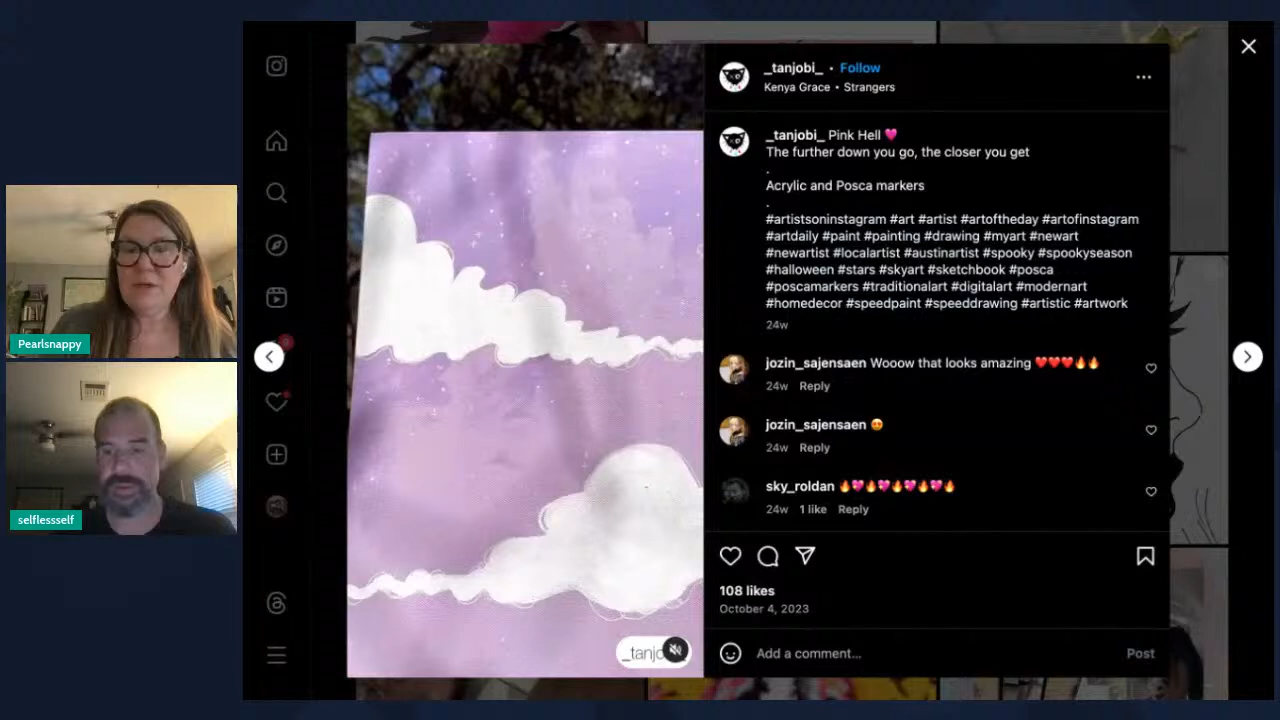 _tanjobi_ • Follow
Kenya Grace • Strangers
_tanjobi_ Pink Hell 💗
The further down you go, the closer you get
.
Acrylic and Posca markers
.
#artistsoninstagram #art #artist #artoftheday #artofinstagram
#artdaily #paint #painting #drawing #myart #newart
#newartist #localartist #austinartist #spooky #spookyseason
#halloween #stars #skyart #sketchbook #posca
#poscamarkers #traditionalart #digitalart #modernart
#homedecor #speedpaint #speeddrawing #artistic #artwork
24w
jozin_sajensaen Wooow that looks amazing ❤️❤️❤️🔥🔥
24w Reply
jozin_sajensaen 😍
24w Reply
sky_roldan 🔥💖🔥💖🔥💖🔥💖🔥
24w 1 like Reply
108 likes
October 4, 2023
Add a comment...
Post
Pearlsnappy
selflessself
_tanjo